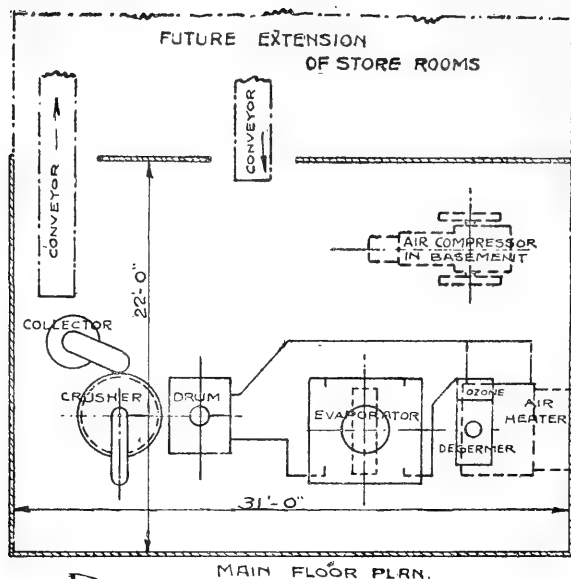 FUTURE EXTENSION
OF STORE ROOMS
CONVEYOR
CONVEYOR
AIR COMPRESSOR
IN BASEMENT
22'-0"
COLLECTOR
CRUSHER
DRUM
EVAPORATOR
OZONE
AIR
HEATER
DEGERMER
31'-0"
MAIN FLOOR PLAN.